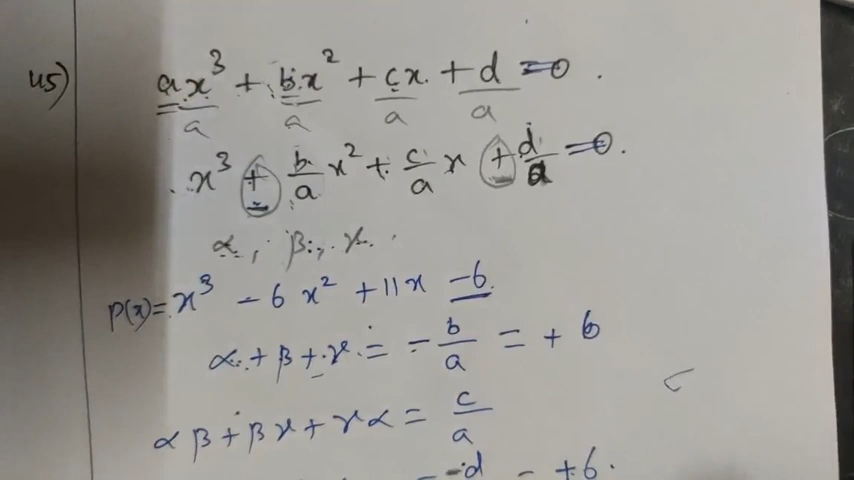 45) ax³/a + bx²/a + cx/a + d/a = 0.
x³ + b/a x² + c/a x + d/a = 0.
α, β, γ.
P(x) = x³ - 6x² + 11x - 6
α + β + γ = -b/a = + 6
αβ + βγ + γα = c/a
-d = +6.